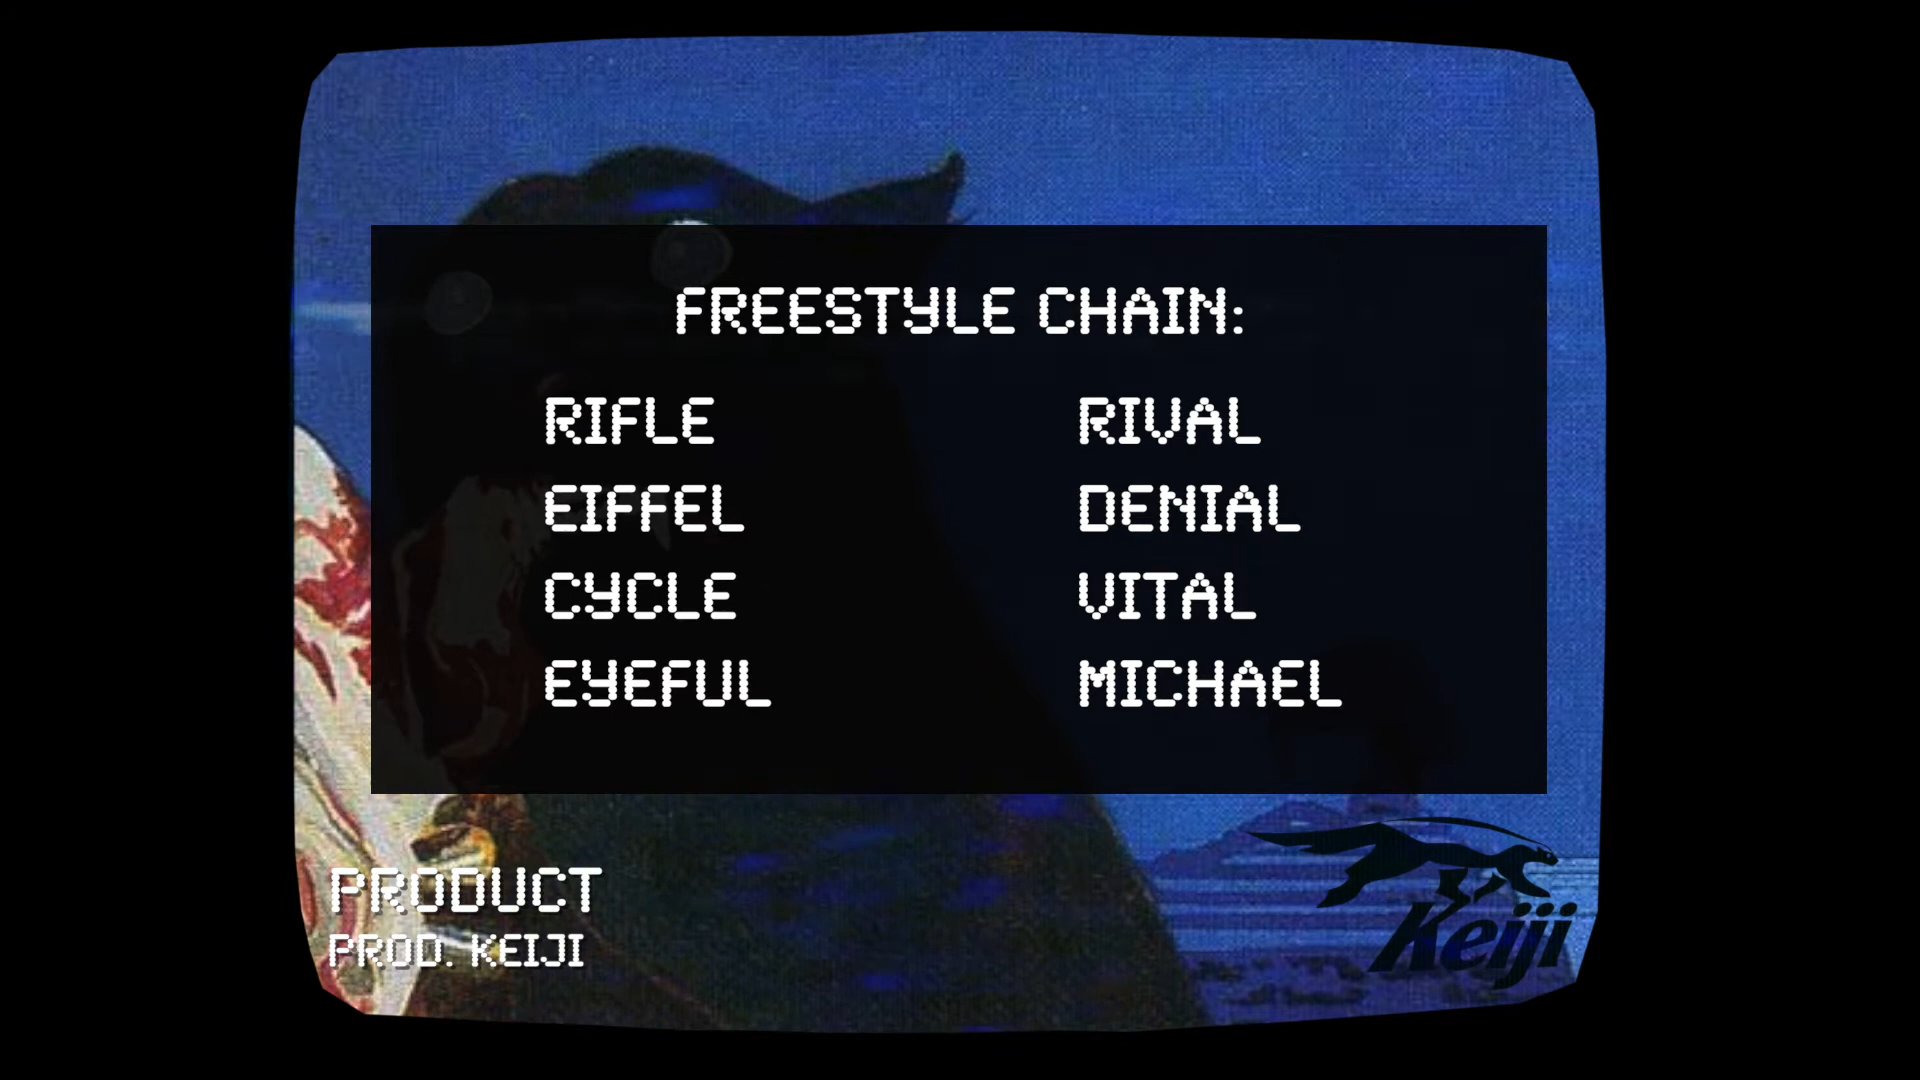 FREESTYLE CHAIN:
RIFLE
EIFFEL
CYCLE
EYEFUL
RIVAL
DENIAL
VITAL
MICHAEL
PRODUCT
PROD. KEIJI
Keiji